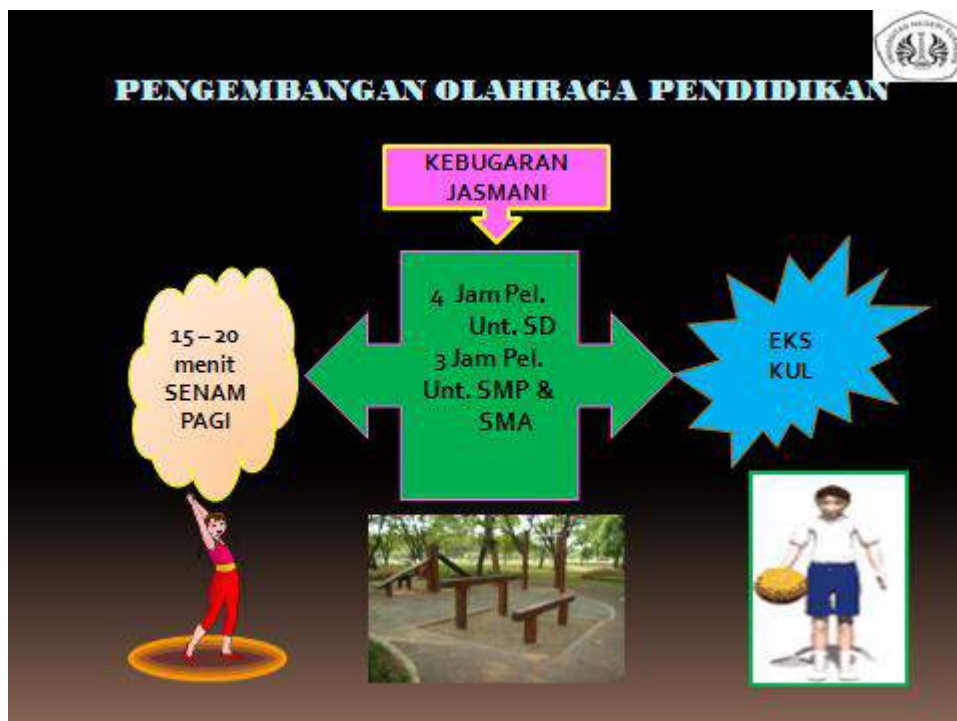 PENGEMBANGAN OLAHRAGA PENDIDIKAN
KEBUGARAN
JASMANI
15 – 20
menit
SENAM
PAGI
4 Jam Pel.
Unt. SD
3 Jam Pel.
Unt. SMP &
SMA
EKS
KUL